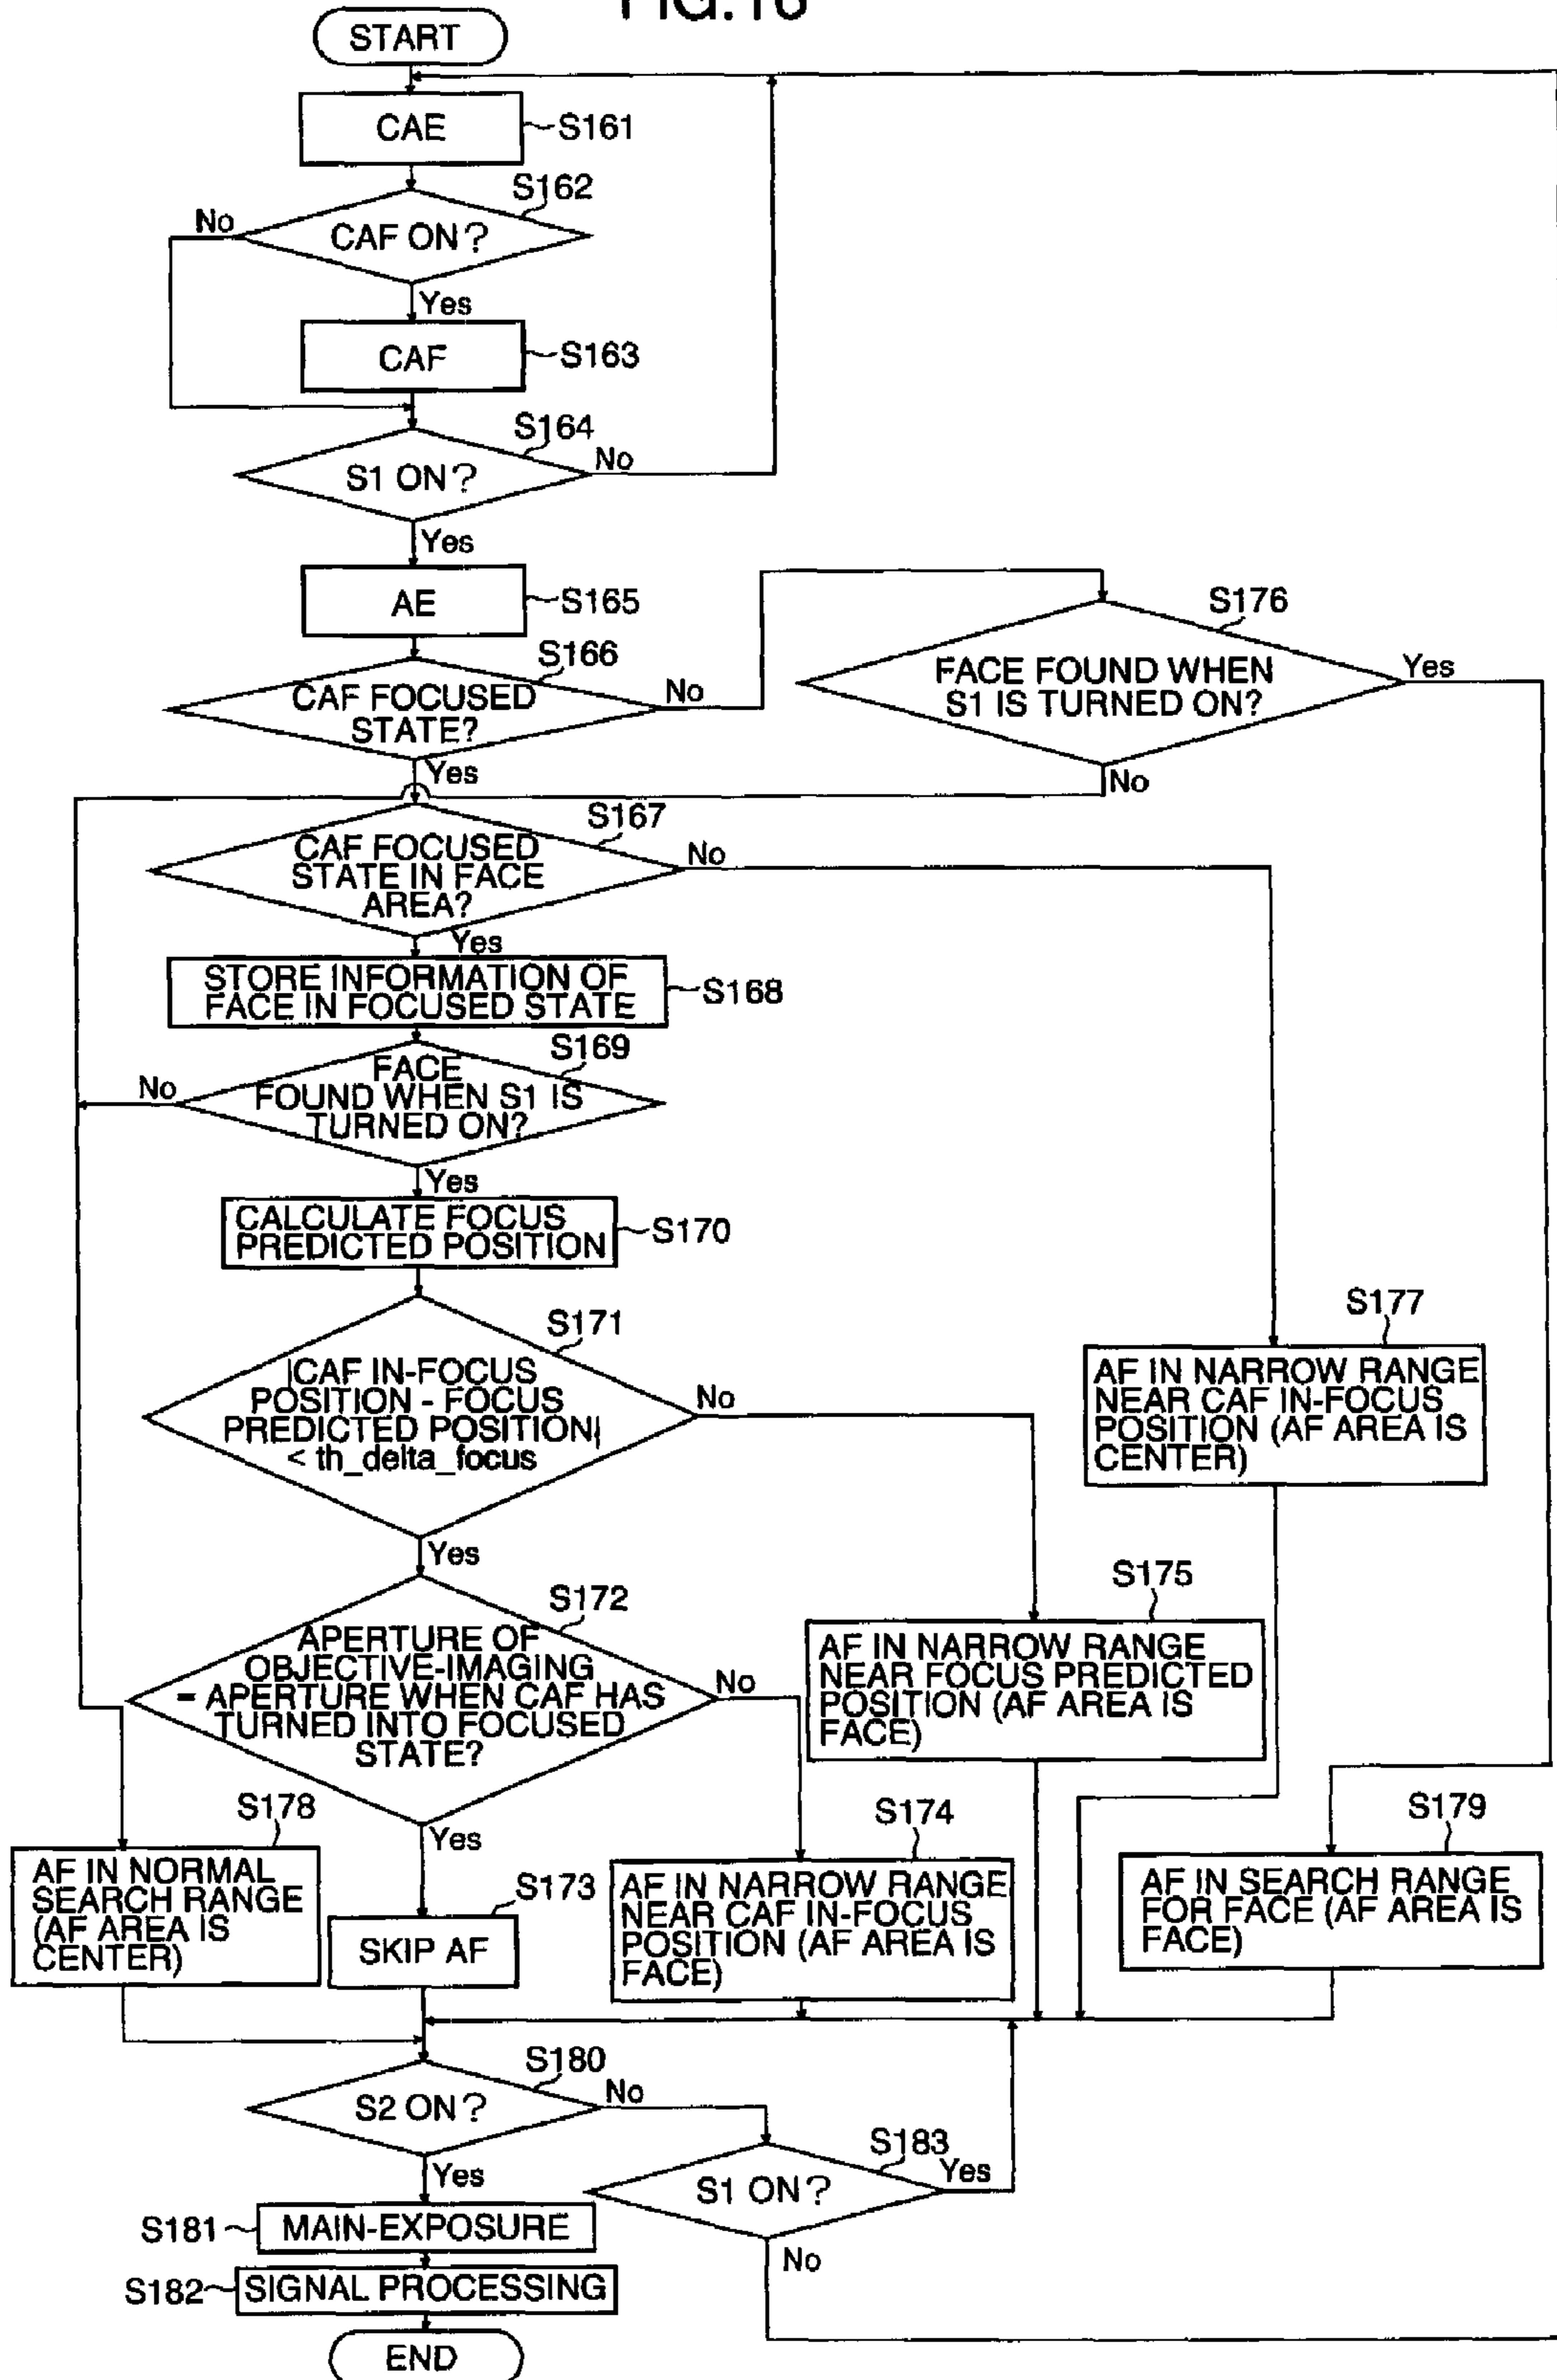 FIG.16
START
CAE
S161
S162
No
CAF ON?
Yes
CAF
S163
S164
S1 ON?
No
Yes
AE
S165
S166
CAF FOCUSED
STATE?
No
Yes
S176
FACE FOUND WHEN
S1 IS TURNED ON?
Yes
No
S167
CAF FOCUSED
STATE IN FACE
AREA?
No
Yes
STORE INFORMATION OF
FACE IN FOCUSED STATE
S168
S169
FACE
FOUND WHEN S1 IS
TURNED ON?
No
Yes
CALCULATE FOCUS
PREDICTED POSITION
S170
S171
|CAF IN-FOCUS
POSITION - FOCUS
PREDICTED POSITION|
< th_delta_focus
No
Yes
S177
AF IN NARROW RANGE
NEAR CAF IN-FOCUS
POSITION (AF AREA IS
CENTER)
S172
APERTURE OF
OBJECTIVE-IMAGING
= APERTURE WHEN CAF HAS
TURNED INTO FOCUSED
STATE?
No
Yes
S175
AF IN NARROW RANGE
NEAR FOCUS PREDICTED
POSITION (AF AREA IS
FACE)
S178
AF IN NORMAL
SEARCH RANGE
(AF AREA IS
CENTER)
S173
SKIP AF
S174
AF IN NARROW RANGE
NEAR CAF IN-FOCUS
POSITION (AF AREA IS
FACE)
S179
AF IN SEARCH RANGE
FOR FACE (AF AREA IS
FACE)
S180
S2 ON?
No
Yes
S183
S1 ON?
Yes
No
S181
MAIN-EXPOSURE
S182
SIGNAL PROCESSING
END